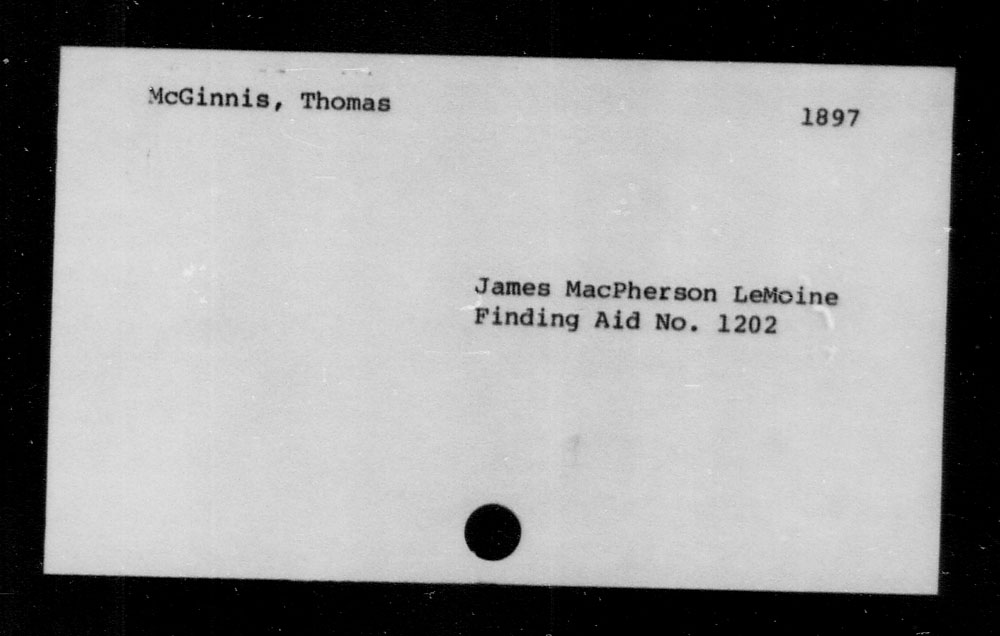 McGinnis, Thomas
1897
James MacPherson LeMoine
Finding Aid No. 1202